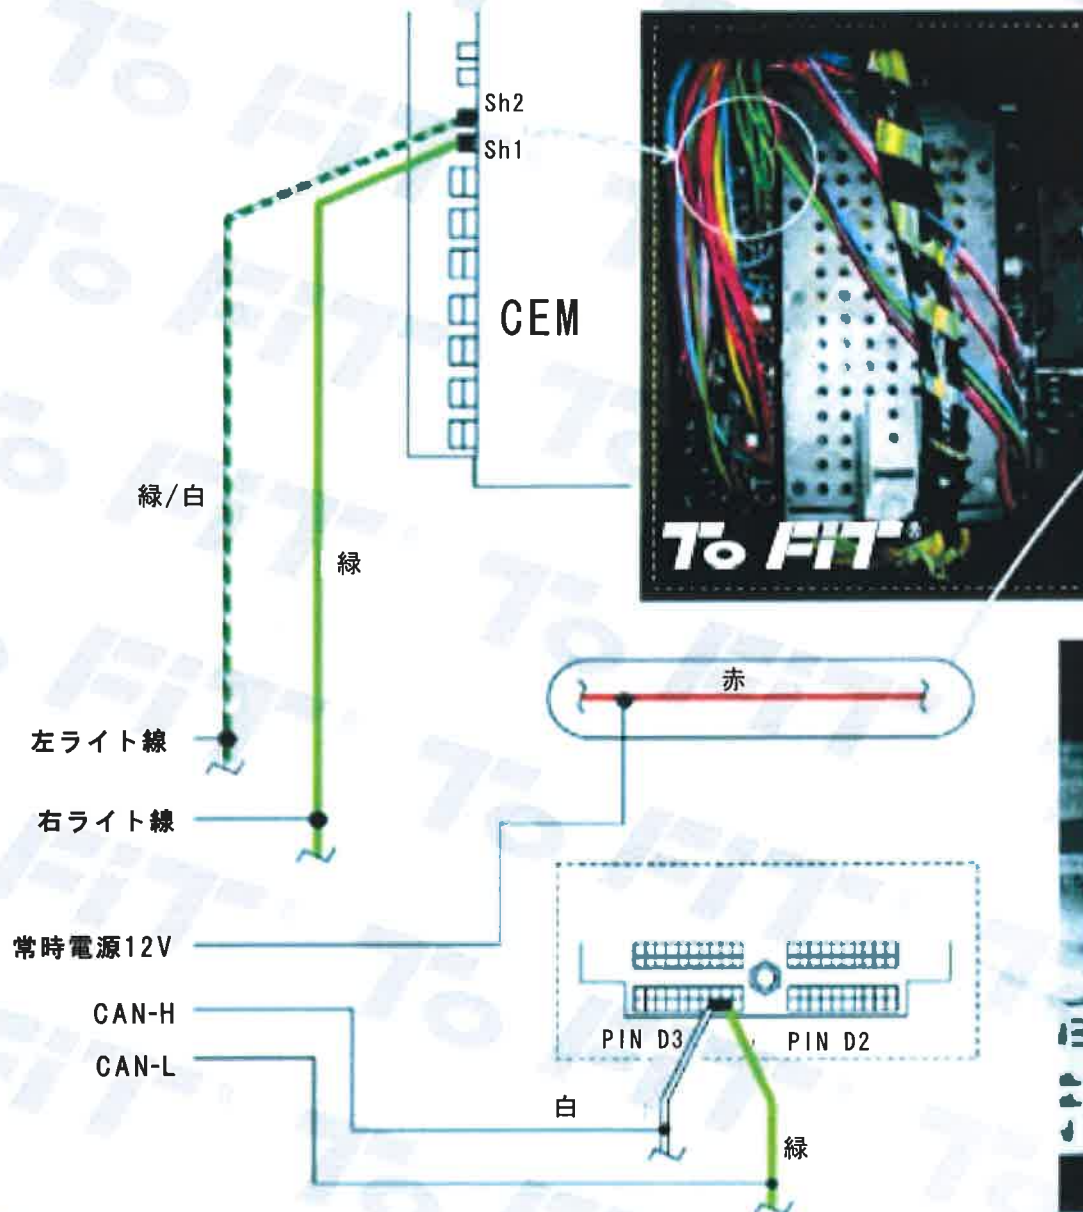 Sh2
Sh1
CEM
緑/白
緑
To FiT®
赤
左ライト線
右ライト線
常時電源12V
CAN-H
CAN-L
PIN D3
PIN D2
白
緑